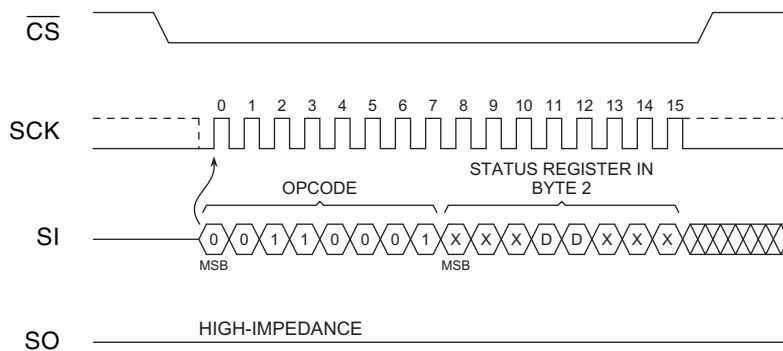 CS
0 1 2 3 4 5 6 7 8 9 10 11 12 13 14 15
SCK
STATUS REGISTER IN
BYTE 2
OPCODE
SI
0 0 1 1 0 0 0 1 X X X D D X X X
MSB MSB
HIGH-IMPEDANCE
SO